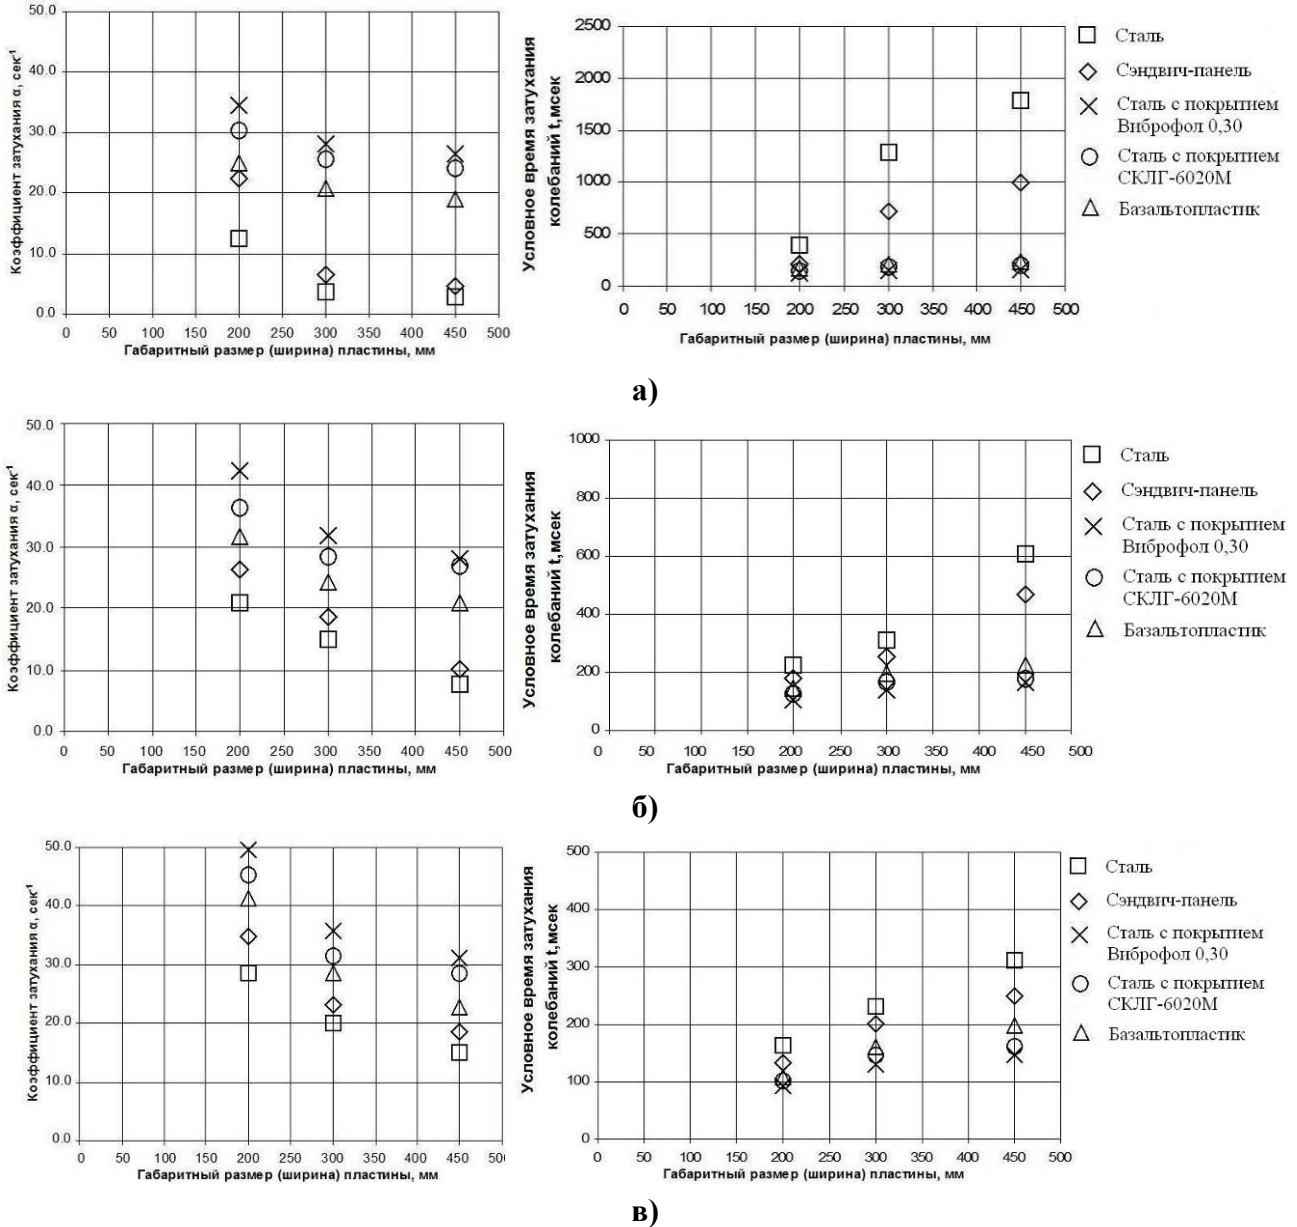 50.0
40.0
30.0
20.0
10.0
0.0
0 50 100 150 200 250 300 350 400 450 500
Коэффициент затухания α, сек⁻¹
Габаритный размер (ширина) пластины, мм
2500
2000
1500
1000
500
0
0 50 100 150 200 250 300 350 400 450 500
Условное время затухания
колебаний t,мсек
Габаритный размер (ширина) пластины, мм
Сталь
Сэндвич-панель
Сталь с покрытием
Виброфол 0,30
Сталь с покрытием
СКЛГ-6020М
Базальтопластик
а)
50.0
40.0
30.0
20.0
10.0
0.0
0 50 100 150 200 250 300 350 400 450 500
Коэффициент затухания α, сек⁻¹
Габаритный размер (ширина) пластины, мм
1000
800
600
400
200
0
0 50 100 150 200 250 300 350 400 450 500
Условное время затухания
колебаний t,мсек
Габаритный размер (ширина) пластины, мм
Сталь
Сэндвич-панель
Сталь с покрытием
Виброфол 0,30
Сталь с покрытием
СКЛГ-6020М
Базальтопластик
б)
50.0
40.0
30.0
20.0
10.0
0.0
0 50 100 150 200 250 300 350 400 450 500
Коэффициент затухания α, сек⁻¹
Габаритный размер (ширина) пластины, мм
500
400
300
200
100
0
0 50 100 150 200 250 300 350 400 450 500
Условное время затухания
колебаний t,мсек
Габаритный размер (ширина) пластины, мм
Сталь
Сэндвич-панель
Сталь с покрытием
Виброфол 0,30
Сталь с покрытием
СКЛГ-6020М
Базальтопластик
в)